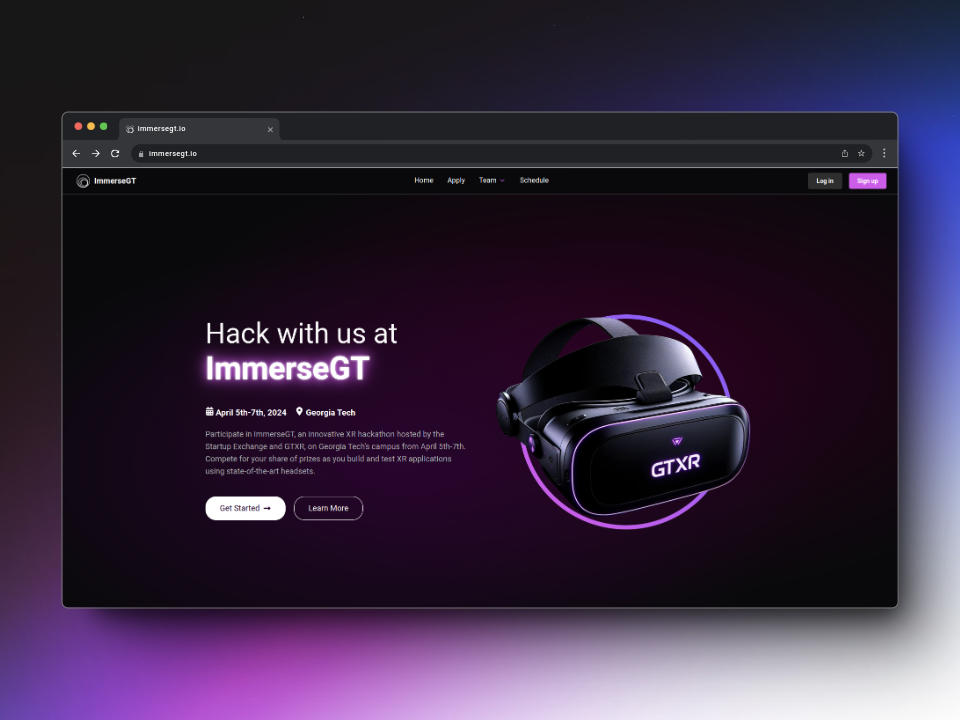 immersegt.io
immersegt.io
ImmerseGT
Home Apply Team Schedule
Log in Sign up
Hack with us at
ImmerseGT
April 5th-7th, 2024 Georgia Tech
Participate in ImmerseGT, an innovative XR hackathon hosted by the
Startup Exchange and GTXR, on Georgia Tech's campus from April 5th-7th.
Compete for your share of prizes as you build and test XR applications
using state-of-the-art headsets.
Get Started → Learn More
GTXR